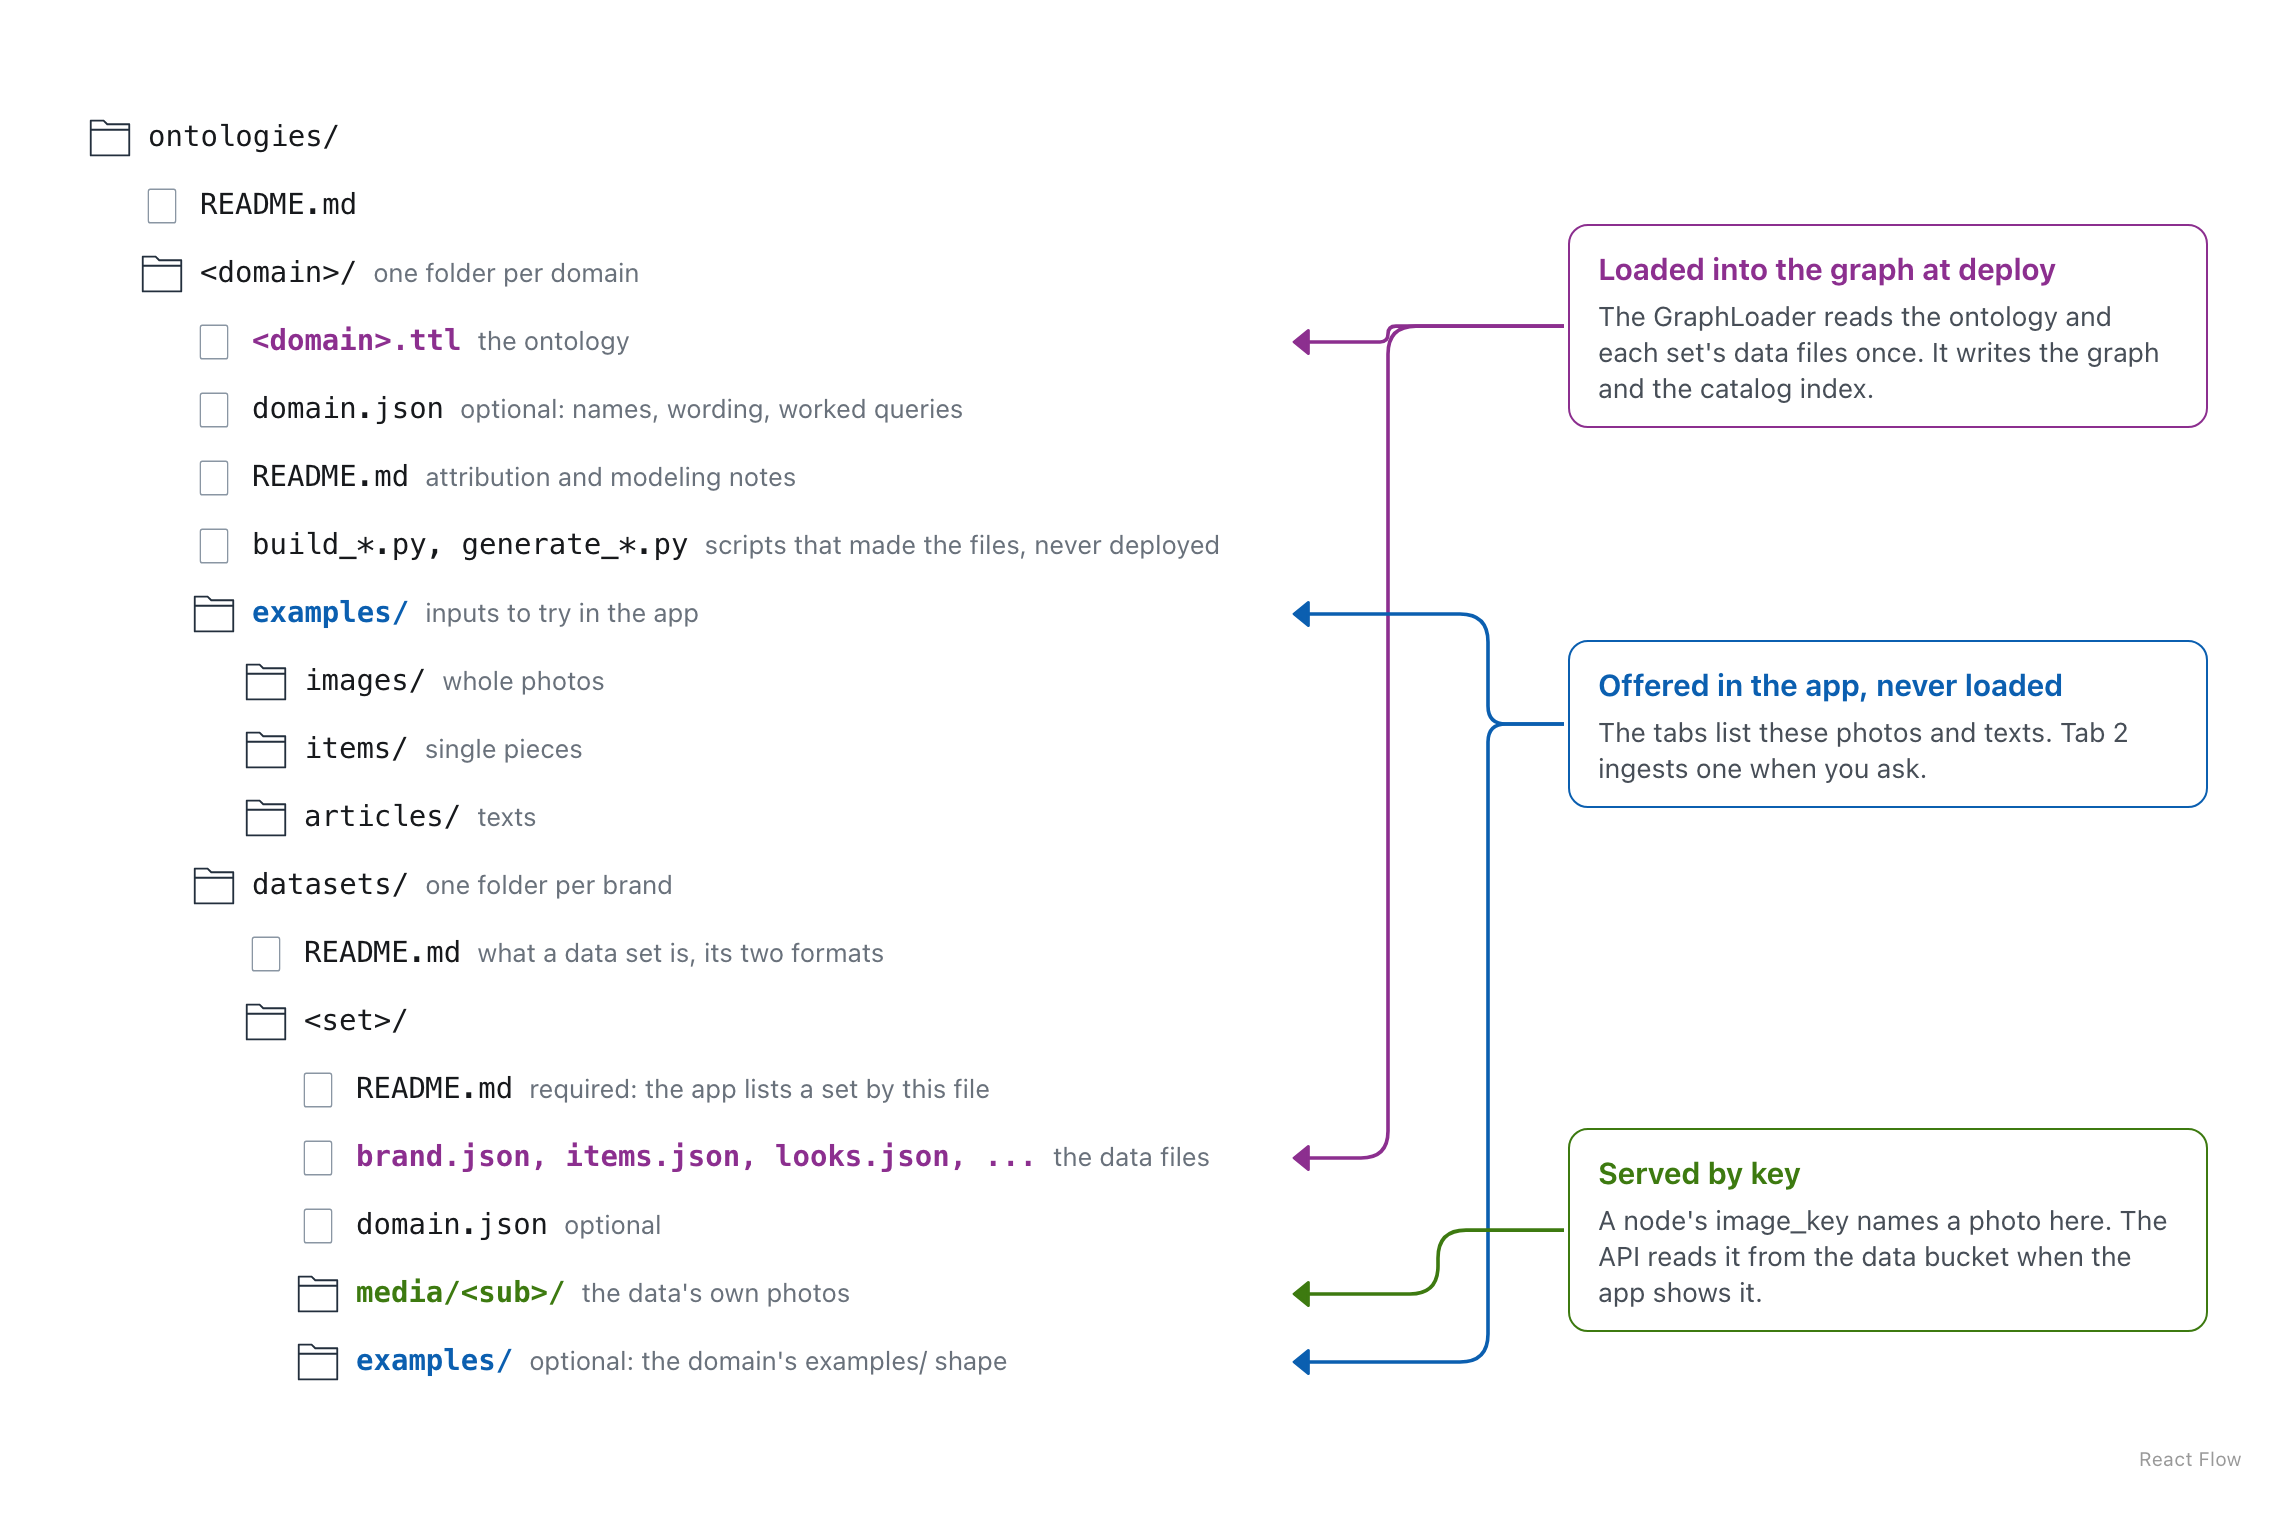 ontologies/
README.md
<domain>/ one folder per domain
<domain>.ttl the ontology
domain.json optional: names, wording, worked queries
README.md attribution and modeling notes
build_*.py, generate_*.py scripts that made the files, never deployed
examples/ inputs to try in the app
images/ whole photos
items/ single pieces
articles/ texts
datasets/ one folder per brand
README.md what a data set is, its two formats
<set>/
README.md required: the app lists a set by this file
brand.json, items.json, looks.json, ... the data files
domain.json optional
media/<sub>/ the data's own photos
examples/ optional: the domain's examples/ shape
Loaded into the graph at deploy
The GraphLoader reads the ontology and
each set's data files once. It writes the graph
and the catalog index.
Offered in the app, never loaded
The tabs list these photos and texts. Tab 2
ingests one when you ask.
Served by key
A node's image_key names a photo here. The
API reads it from the data bucket when the
app shows it.
React Flow